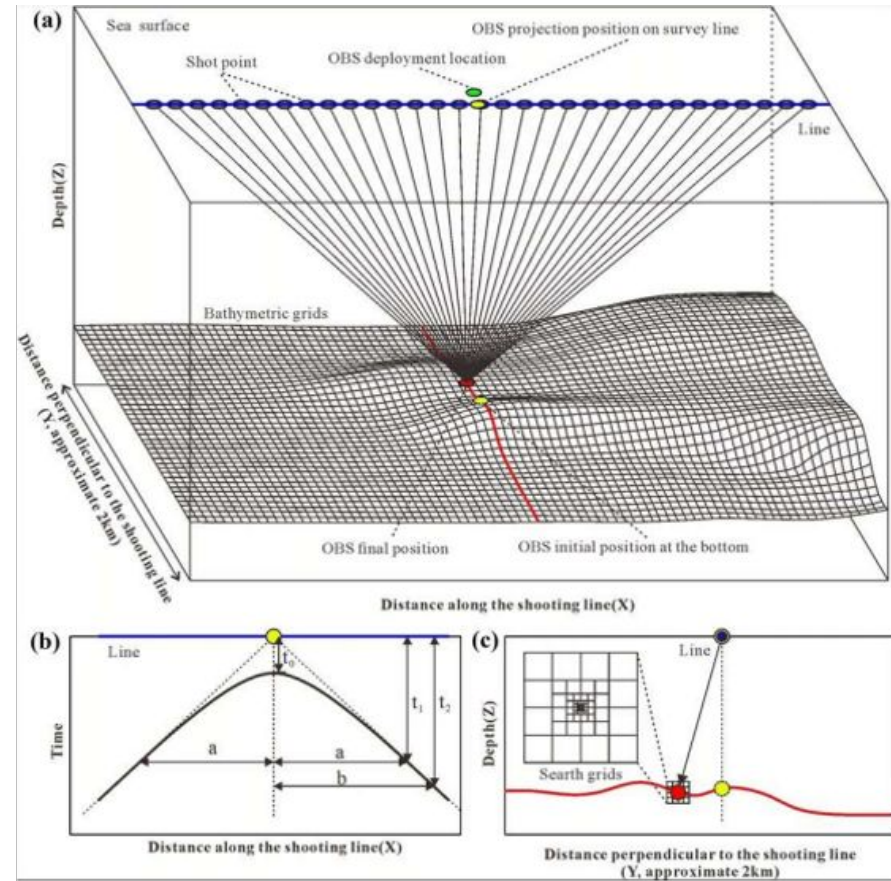 (a)
Sea surface
OBS projection position on survey line
OBS deployment location
Shot point
Line
Depth(Z)
Bathymetric grids
Distance perpendicular to the shooting line
(Y, approximate 2km)
OBS final position
OBS initial position at the bottom
Distance along the shooting line(X)
(b)
Line
t₀
t₁
t₂
a
a
b
Time
Distance along the shooting line(X)
(c)
Line
Depth(Z)
Searth grids
Distance perpendicular to the shooting line
(Y, approximate 2km)